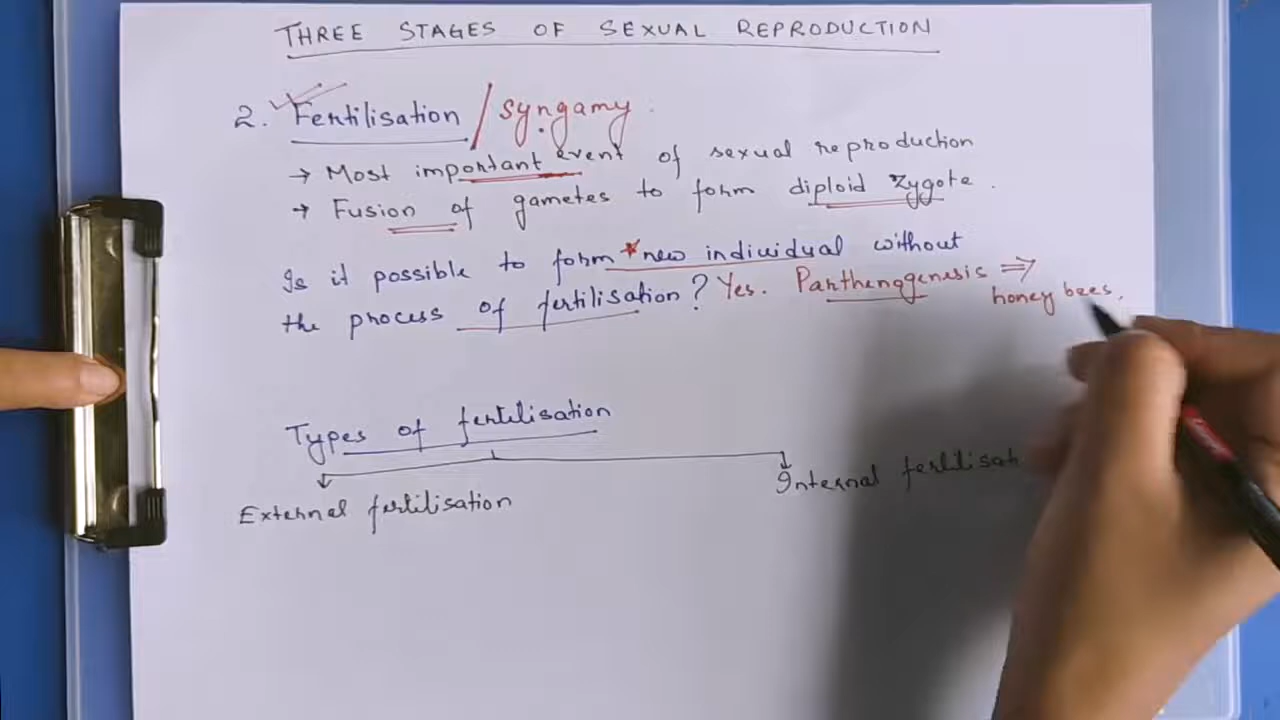 THREE STAGES OF SEXUAL REPRODUCTION
2. Fertilisation / syngamy
→ Most important event of sexual reproduction
→ Fusion of gametes to form diploid zygote.
Is it possible to form *new individual without
the process of fertilisation? Yes. Parthenogenesis ⇒
honey bees,
Types of fertilisation
External fertilisation
Internal